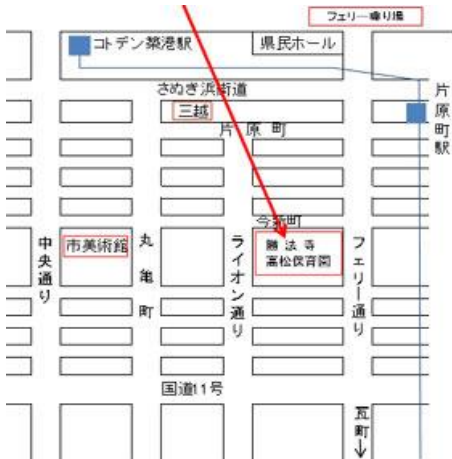 フェリー乗り場
コトデン築港駅
県民ホール
さぬき浜街道
三越
片原町
片原町駅
今新町
中央通り
市美術館
丸亀町
ライオン通り
勝法寺
高松保育園
フェリー通り
国道11号
瓦町↓